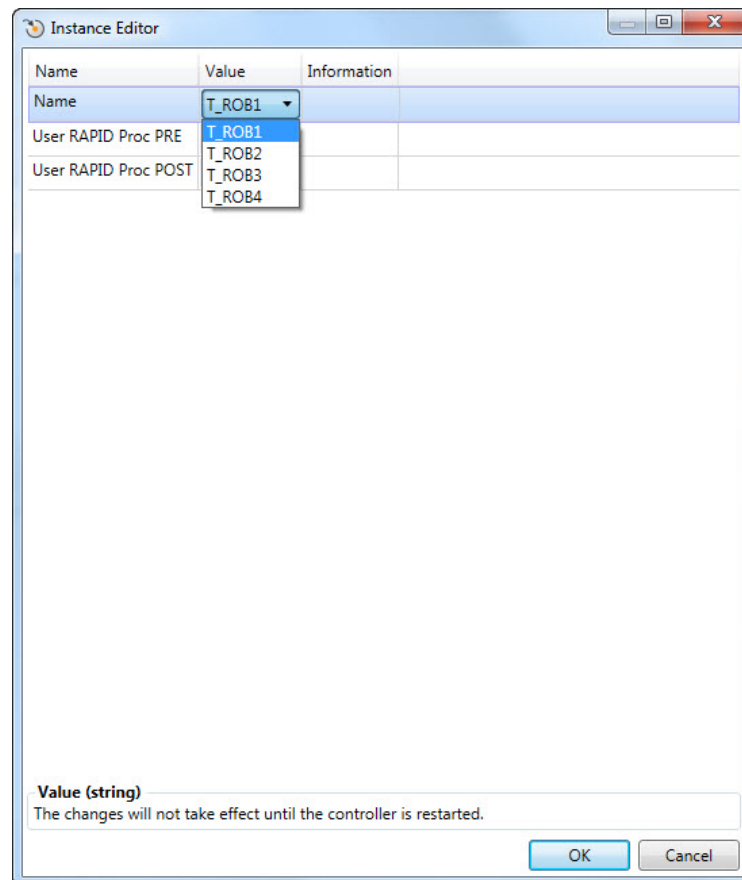 Instance Editor
Name Value Information
Name T_ROB1
T_ROB1
User RAPID Proc PRE
T_ROB2
User RAPID Proc POST
T_ROB3
T_ROB4
Value (string)
The changes will not take effect until the controller is restarted.
OK Cancel